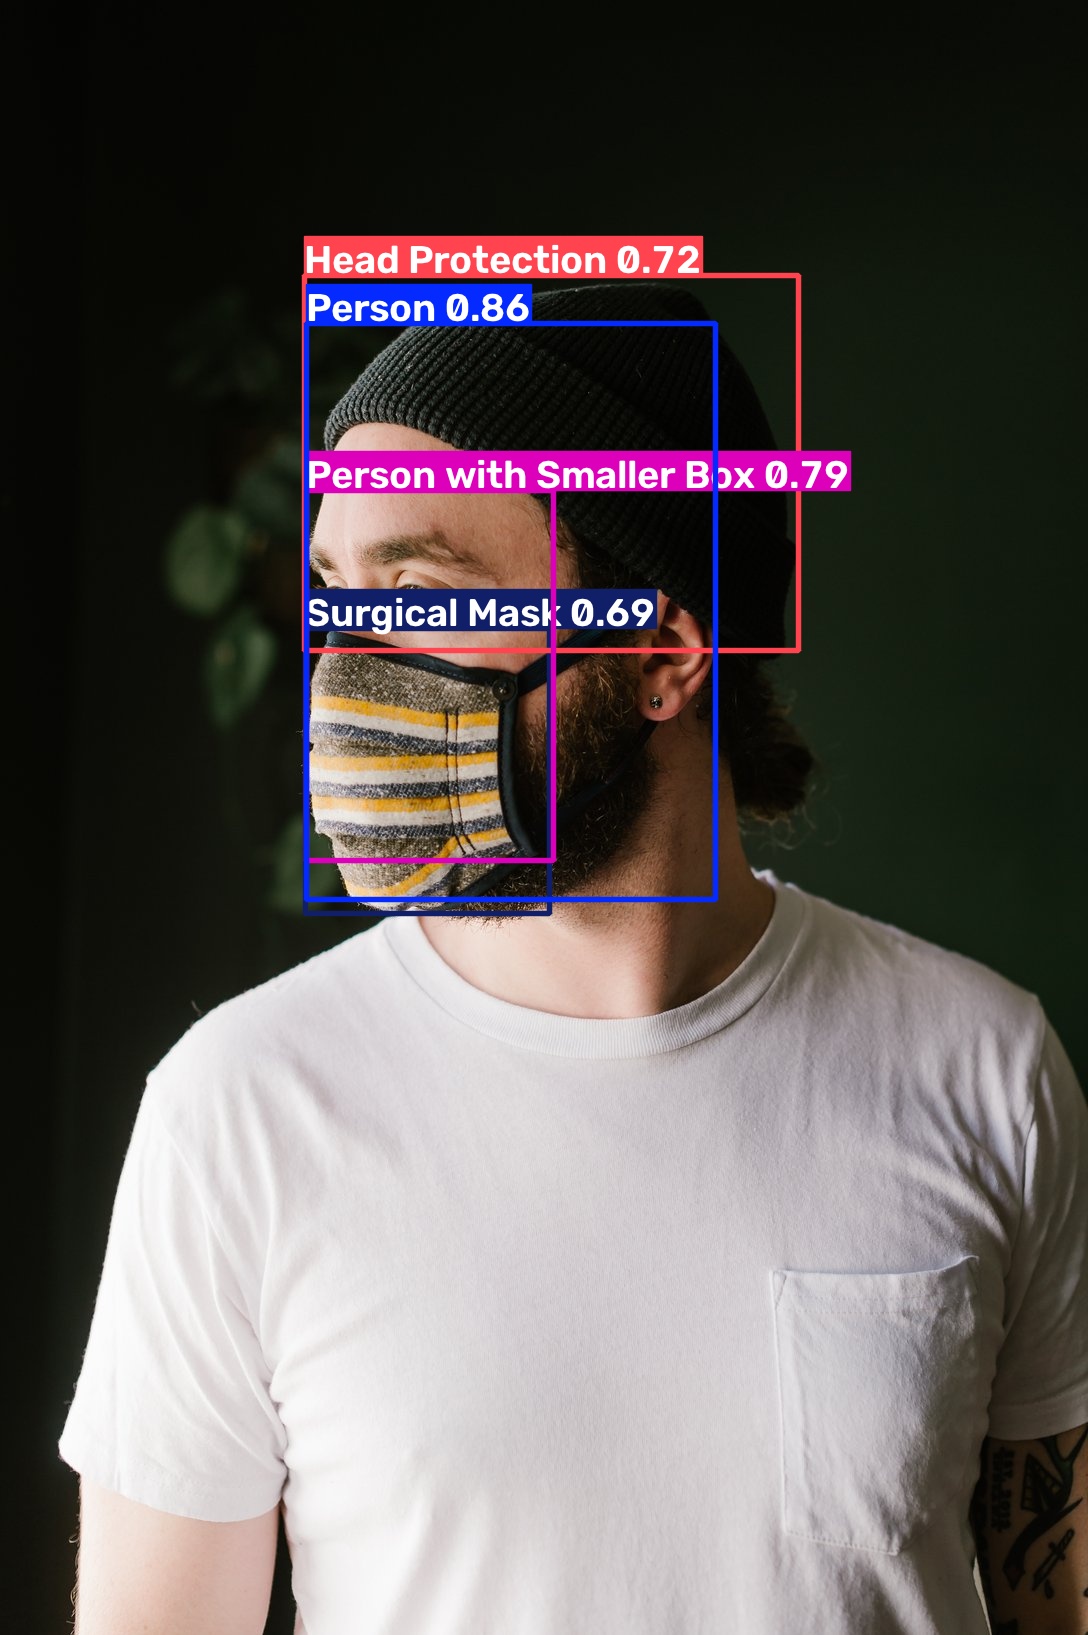 Head Protection 0.72
Person 0.86
Person with Smaller Box 0.79
Surgical Mask 0.69